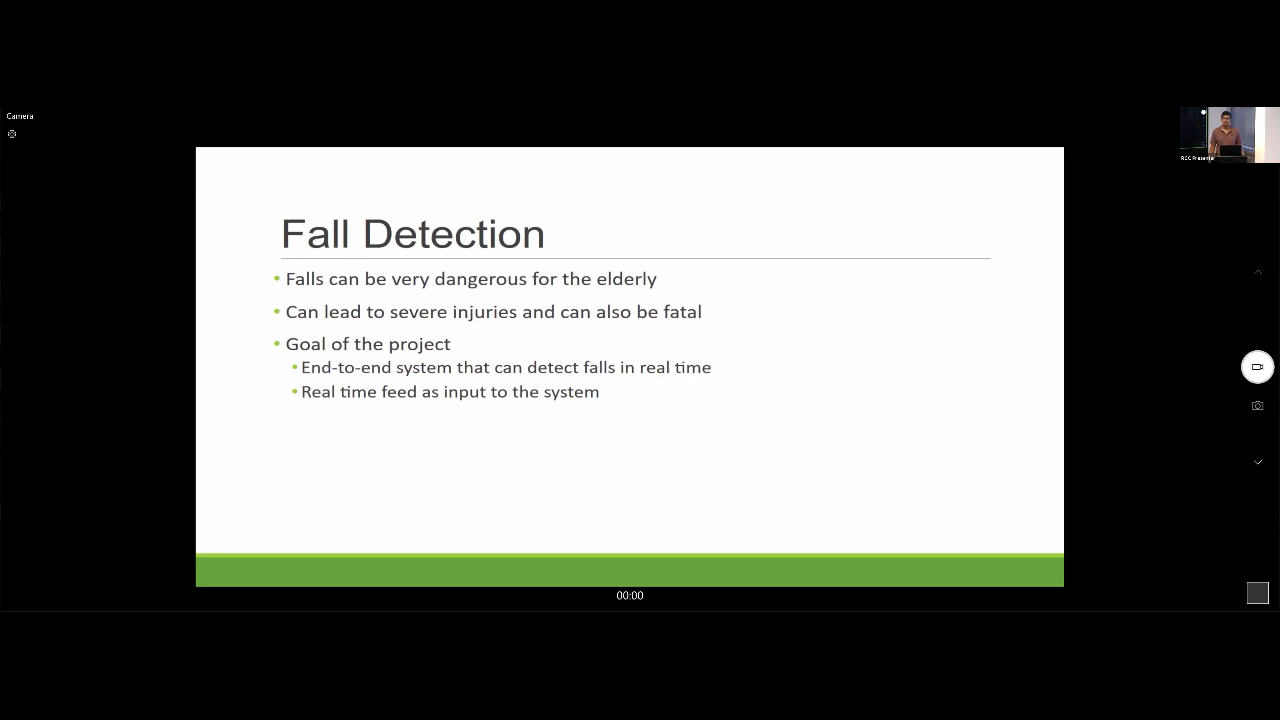 Camera
RCC Presenter
Fall Detection
• Falls can be very dangerous for the elderly
• Can lead to severe injuries and can also be fatal
• Goal of the project
• End-to-end system that can detect falls in real time
• Real time feed as input to the system
00:00